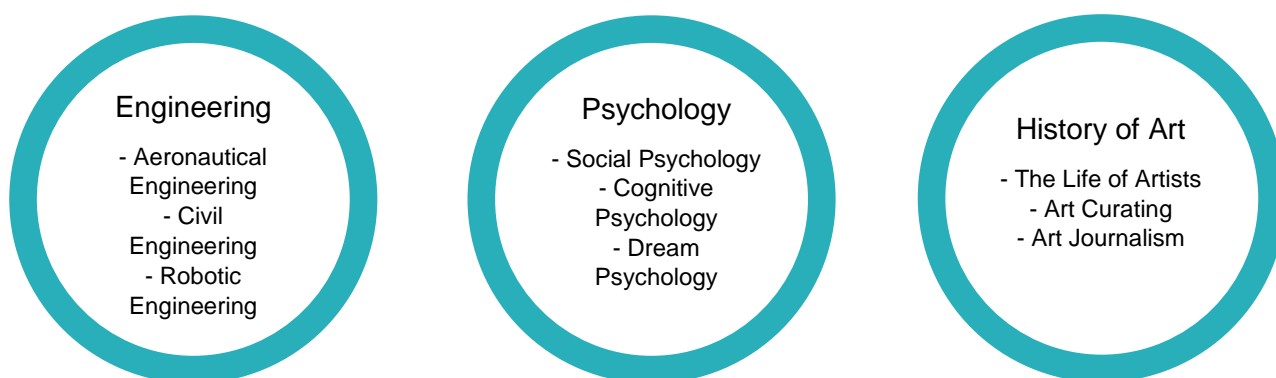 Engineering
- Aeronautical
Engineering
- Civil
Engineering
- Robotic
Engineering
Psychology
- Social Psychology
- Cognitive
Psychology
- Dream
Psychology
History of Art
- The Life of Artists
- Art Curating
- Art Journalism